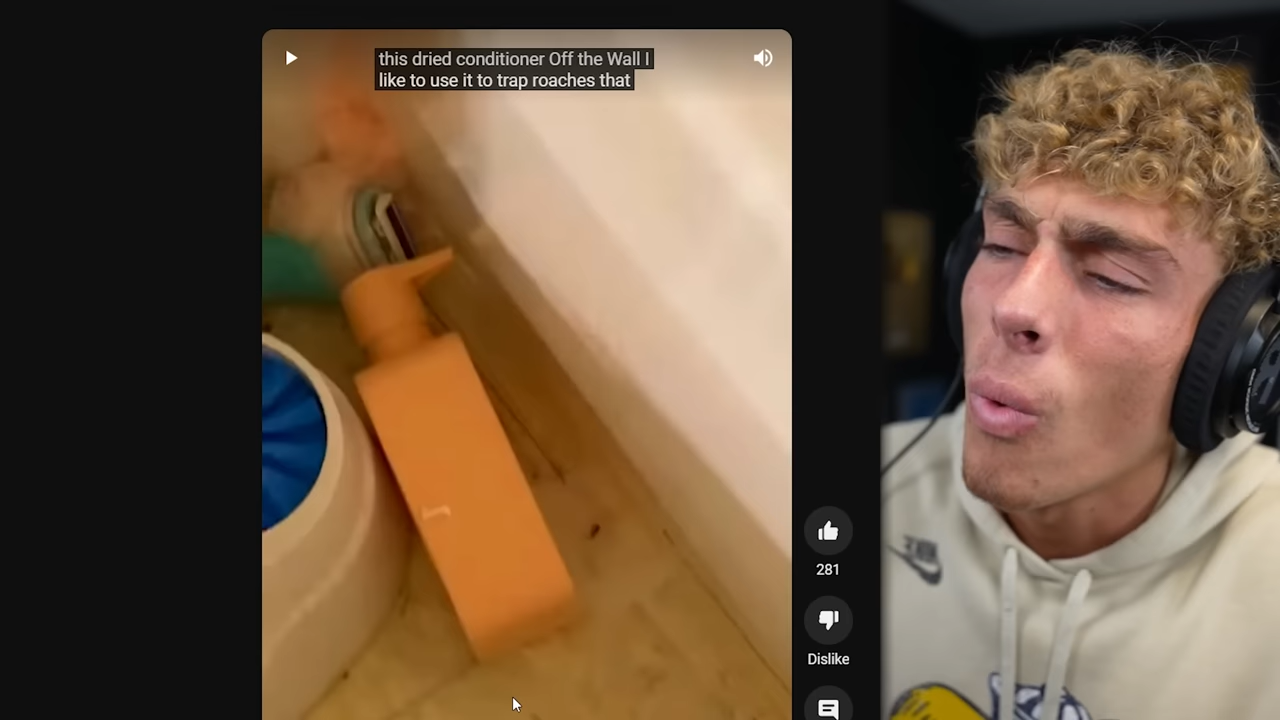 this dried conditioner Off the Wall I
like to use it to trap roaches that
281
Dislike